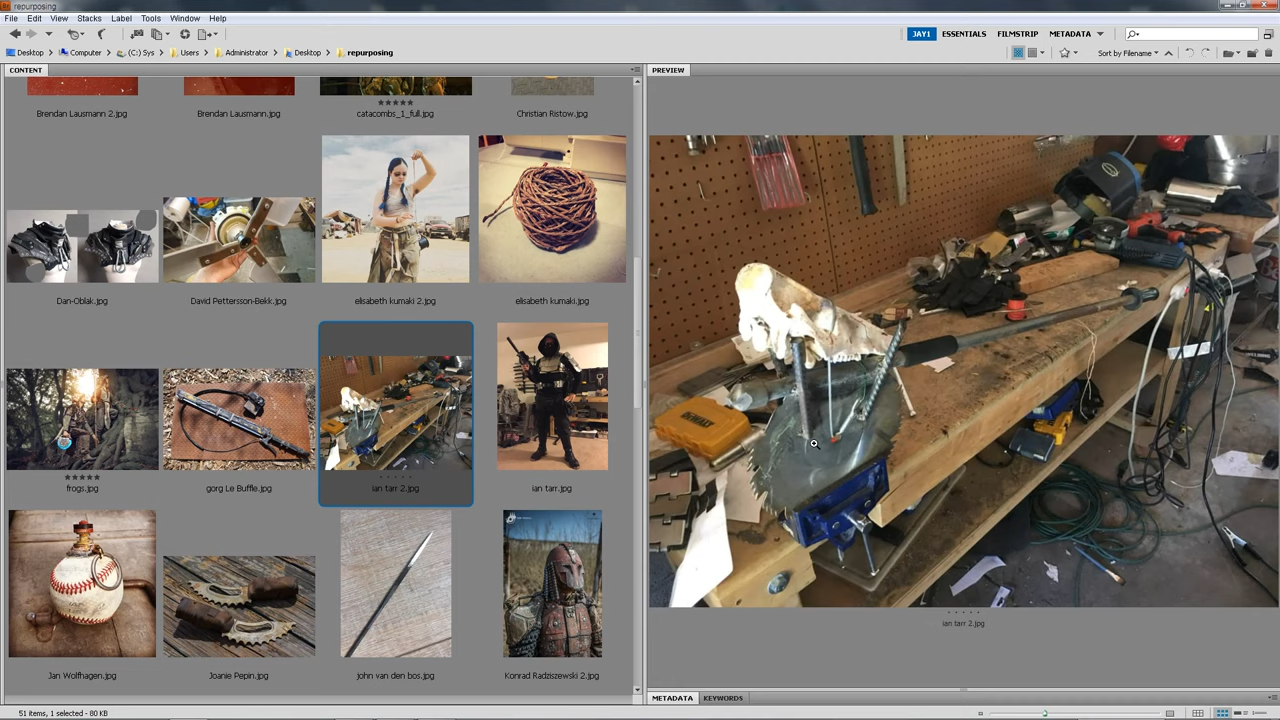 repurposing
File Edit View Stacks Label Tools Window Help
JAY1 ESSENTIALS FILMSTRIP METADATA
Desktop Computer (C:) Sys Users Administrator Desktop repurposing
Sort by Filename
CONTENT
PREVIEW
Brendan Lausmann 2.jpg Brendan Lausmann.jpg catacombs_1_full.jpg Christian Ristow.jpg
Dan-Oblak.jpg David Pettersson-Bekk.jpg elisabeth kumaki 2.jpg elisabeth kumaki.jpg
DEWALT
frogs.jpg gorg Le Buffle.jpg ian tarr 2.jpg ian tarr.jpg
ian tarr 2.jpg
Jan Wolfhagen.jpg Joanie Pepin.jpg john van den bos.jpg Konrad Radziszewski 2.jpg
METADATA KEYWORDS
51 items, 1 selected - 80 KB